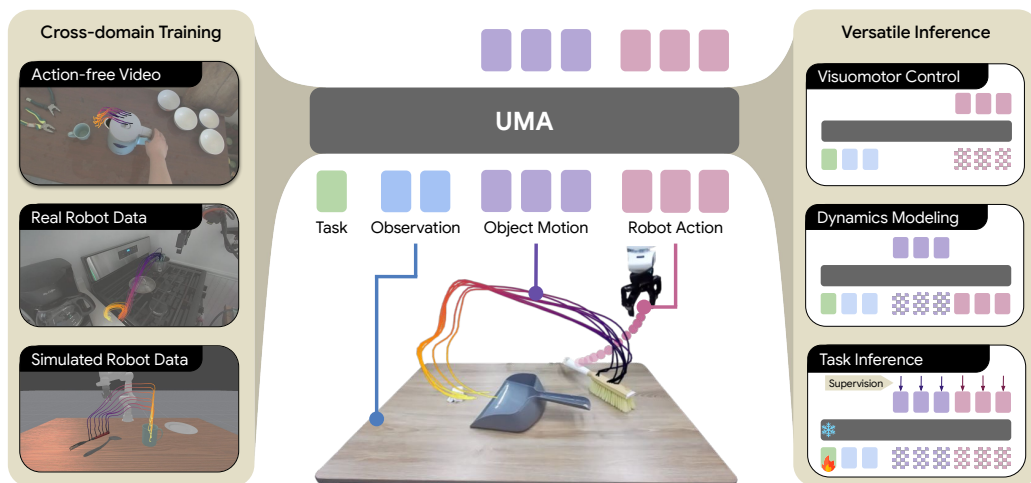 Cross-domain Training
Action-free Video
Real Robot Data
Simulated Robot Data
UMA
Task
Observation
Object Motion
Robot Action
Versatile Inference
Visuomotor Control
Dynamics Modeling
Task Inference
Supervision